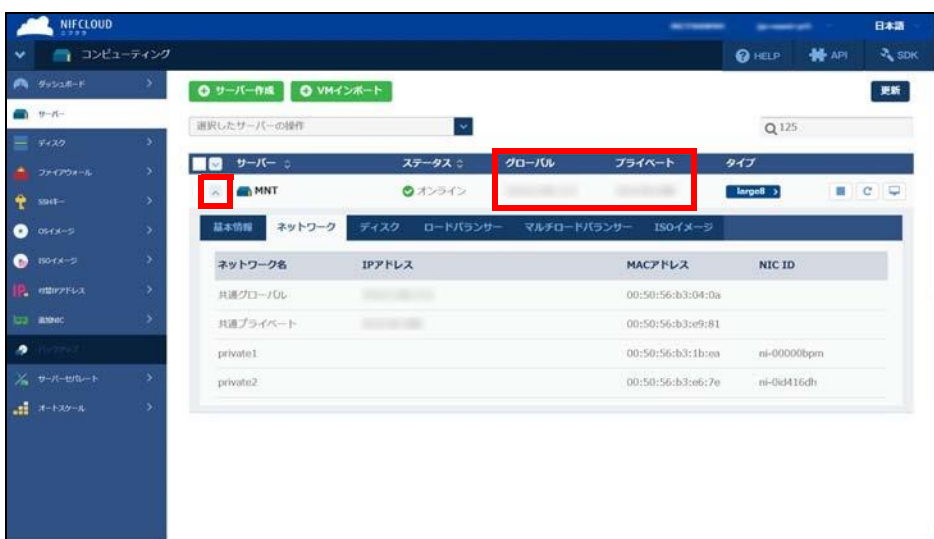 NIFCLOUD
ニフクラ
日本語
コンピューティング
HELP
API
SDK
ダッシュボード
サーバー
ディスク
ファイアウォール
SSHキー
OSイメージ
ISOイメージ
付替IPアドレス
追加NIC
バックアップ
サーバーセパレート
オートスケール
サーバー作成
VMインポート
更新
選択したサーバーの操作
125
サーバー ステータス グローバル プライベート タイプ
MNT オンライン large8
基本情報 ネットワーク ディスク ロードバランサー マルチロードバランサー ISOイメージ
ネットワーク名 IPアドレス MACアドレス NIC ID
共通グローバル 00:50:56:b3:04:0a
共通プライベート 00:50:56:b3:e9:81
private1 00:50:56:b3:1b:ea ni-00000bpm
private2 00:50:56:b3:e6:7e ni-0id416dh